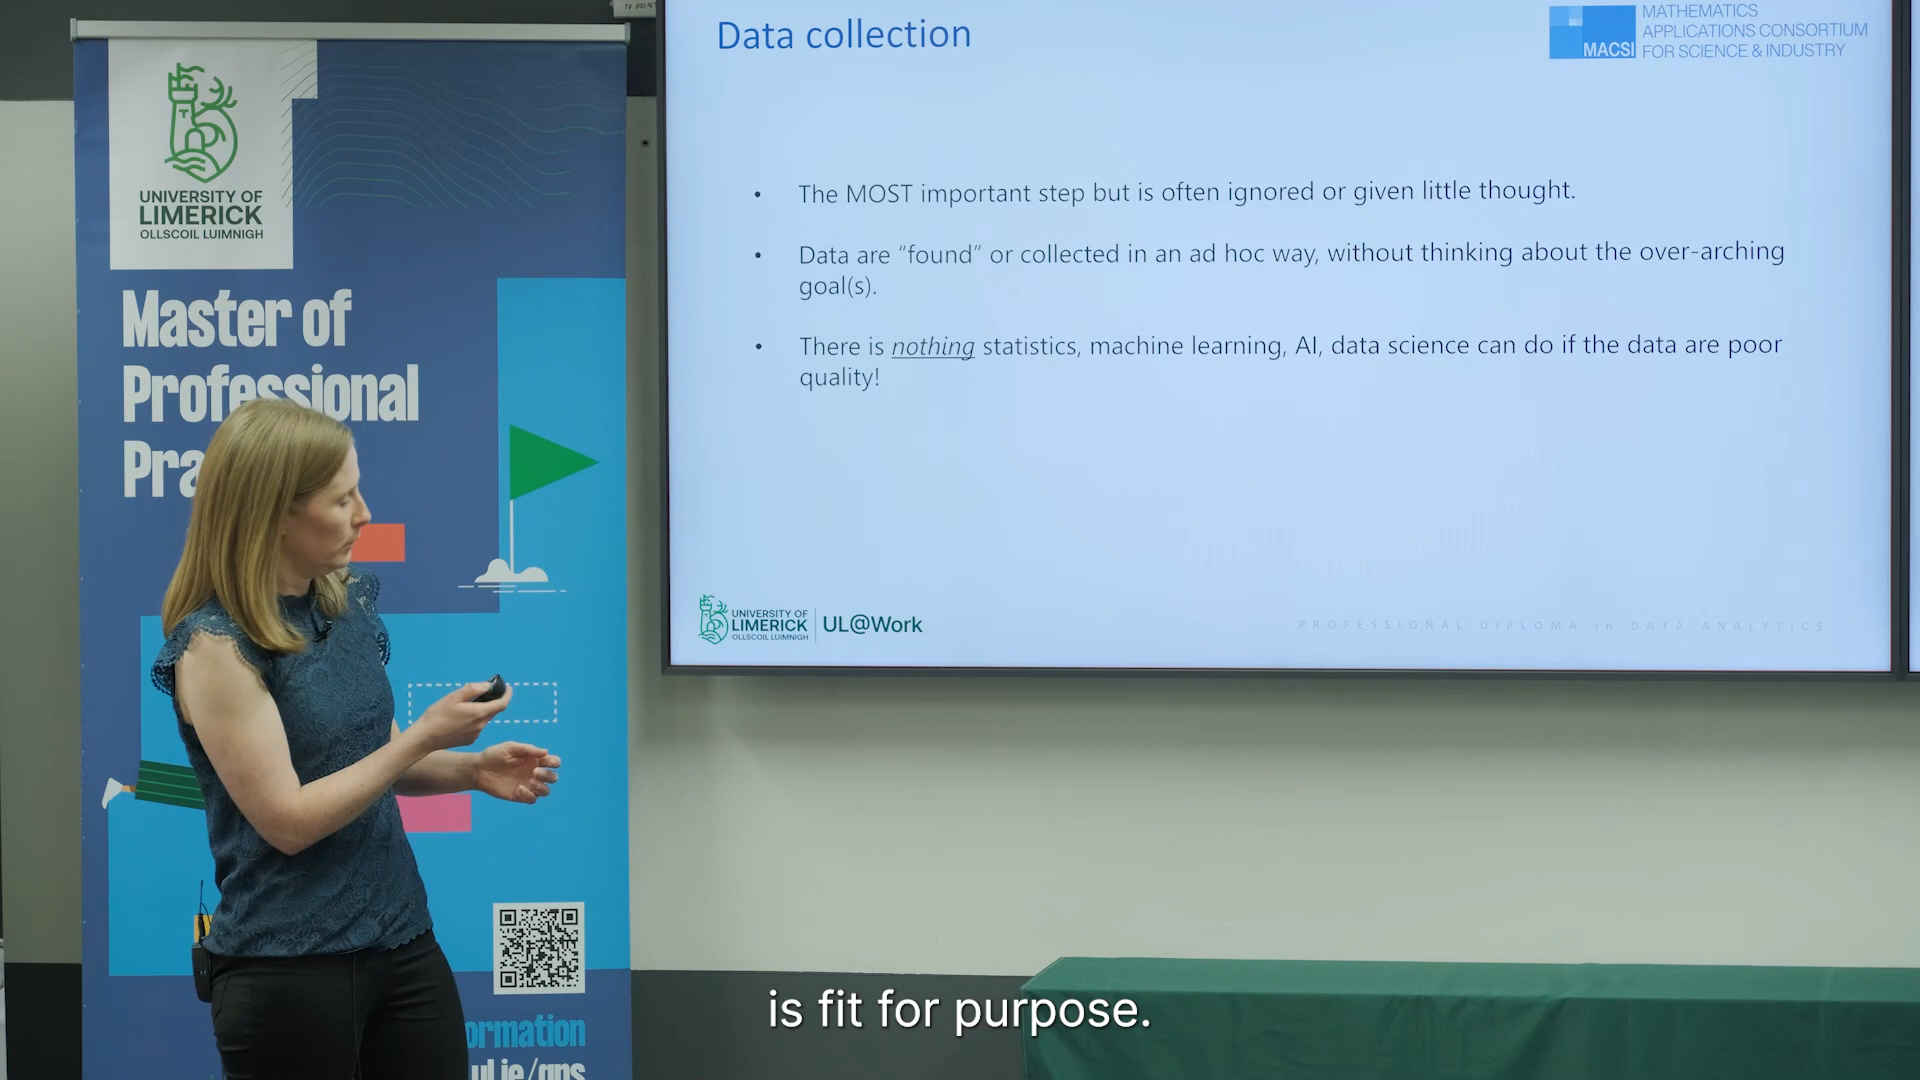 UNIVERSITY OF
LIMERICK
OLLSCOIL LUIMNIGH
Master of
Professional
Pra
ormation
ul.ie/gps
Data collection
MACSI
MATHEMATICS
APPLICATIONS CONSORTIUM
FOR SCIENCE & INDUSTRY
• The MOST important step but is often ignored or given little thought.
• Data are “found” or collected in an ad hoc way, without thinking about the over-arching
goal(s).
• There is nothing statistics, machine learning, AI, data science can do if the data are poor
quality!
UNIVERSITY OF
LIMERICK
OLLSCOIL LUIMNIGH
UL@Work
PROFESSIONAL DIPLOMA in DATA ANALYTICS
is fit for purpose.